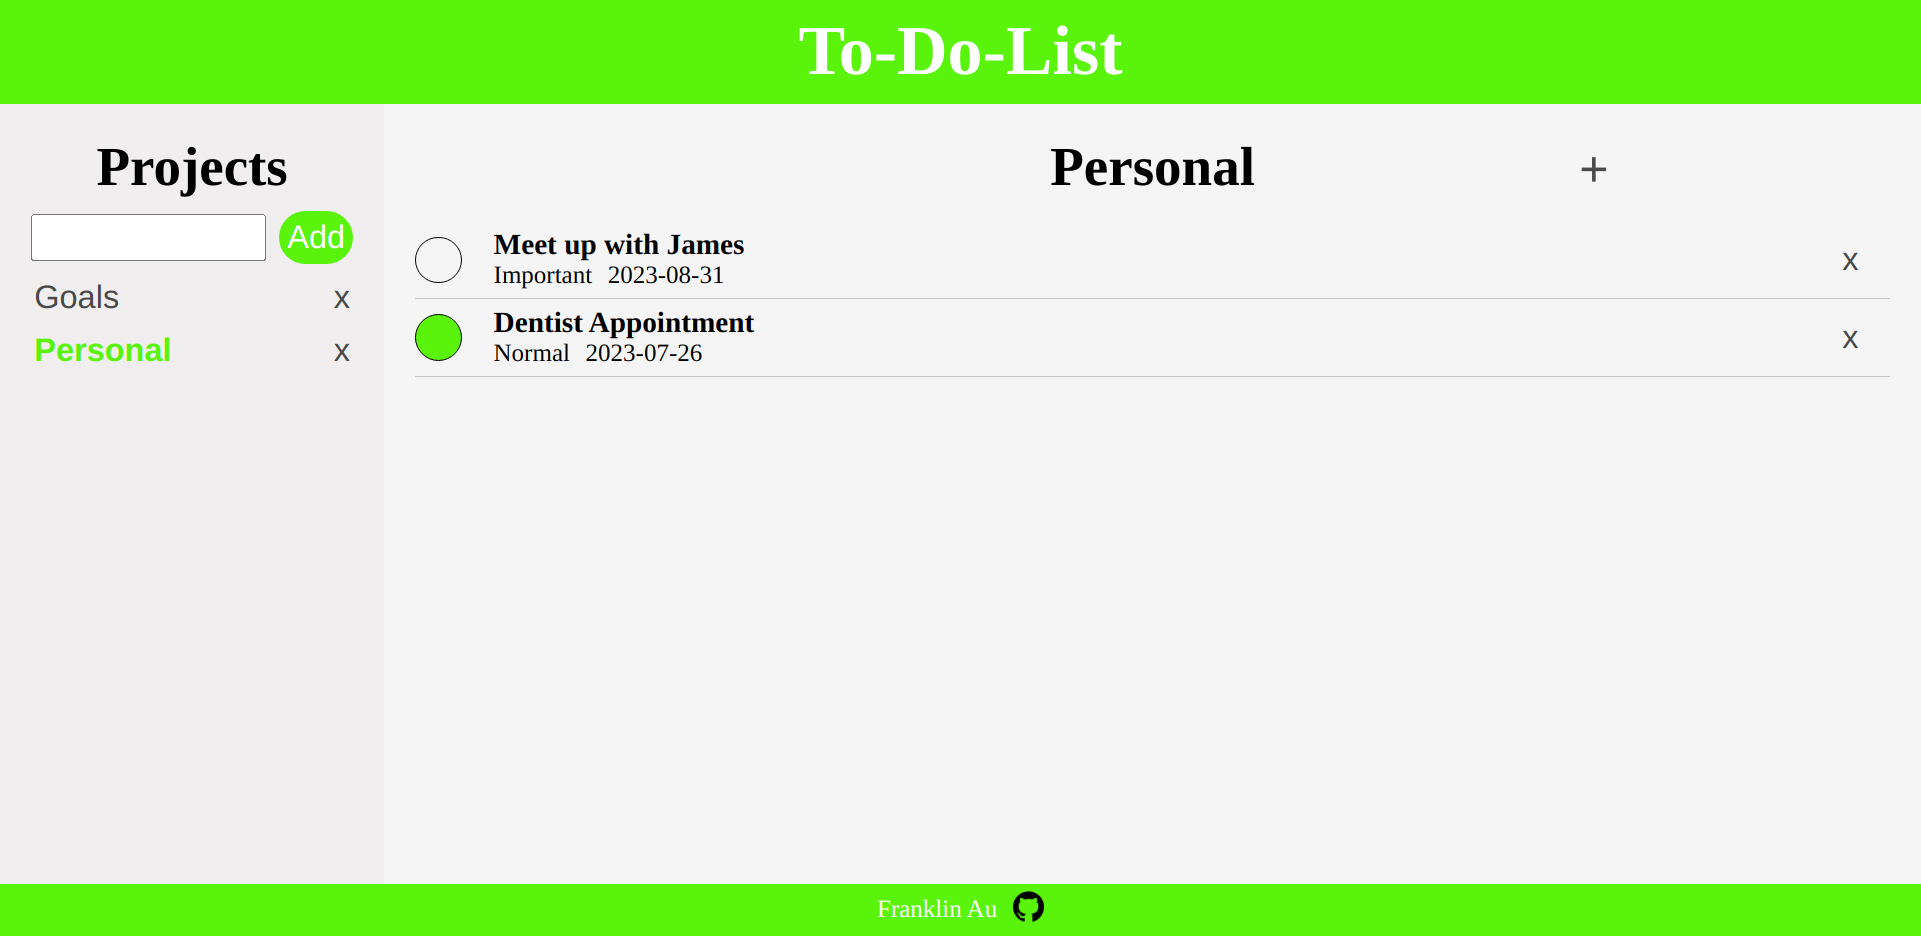 To-Do-List
Projects
Add
Goals x
Personal x
Personal +
Meet up with James
Important 2023-08-31
x
Dentist Appointment
Normal 2023-07-26
x
Franklin Au